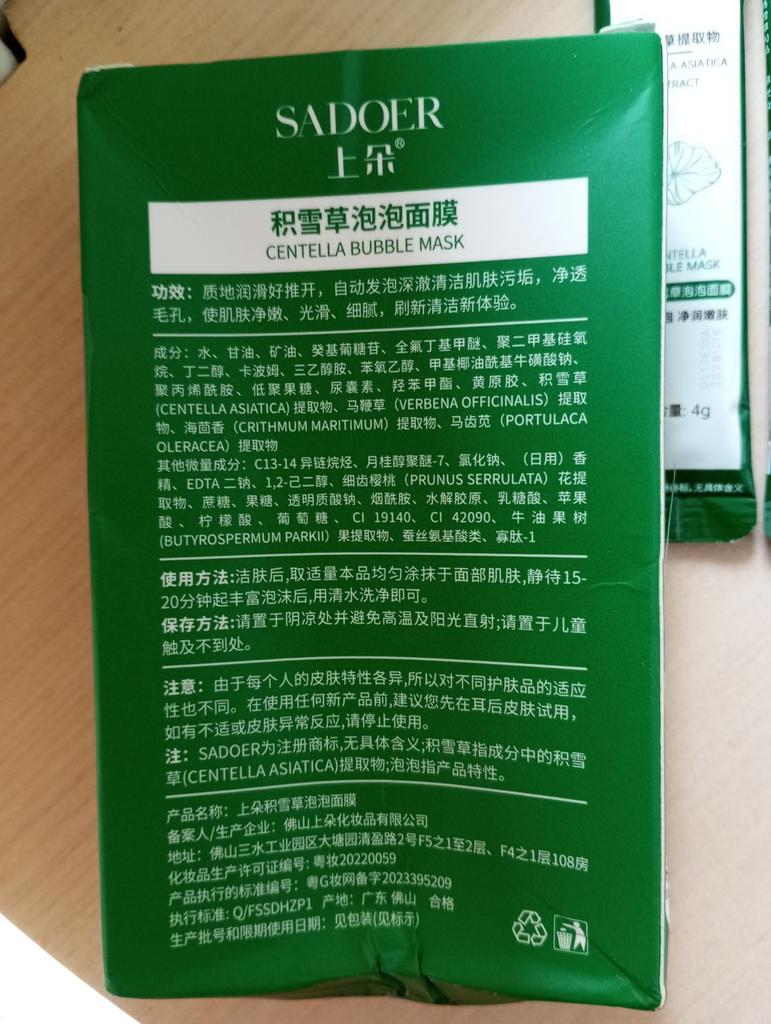 SADOER
上朵®
积雪草泡泡面膜
CENTELLA BUBBLE MASK
功效：质地润滑好推开，自动发泡深澈清洁肌肤污垢，净透
毛孔，使肌肤净嫩、光滑、细腻，刷新清洁新体验。
成分：水、甘油、矿油、癸基葡糖苷、全氟丁基甲醚、聚二甲基硅氧
烷、丁二醇、卡波姆、三乙醇胺、苯氧乙醇、甲基椰油酰基牛磺酸钠、
聚丙烯酰胺、低聚果糖、尿囊素、羟苯甲酯、黄原胶、积雪草
(CENTELLA ASIATICA) 提取物、马鞭草（VERBENA OFFICINALIS）提取
物、海茴香（CRITHMUM MARITIMUM）提取物、马齿苋（PORTULACA
OLERACEA）提取物
其他微量成分：C13-14 异链烷烃、月桂醇聚醚-7、氯化钠、（日用）香
精、EDTA 二钠、1,2-己二醇、细齿樱桃（PRUNUS SERRULATA）花提
取物、蔗糖、果糖、透明质酸钠、烟酰胺、水解胶原、乳糖酸、苹果
酸、柠檬酸、葡萄糖、CI 19140、CI 42090、牛油果树
(BUTYROSPERMUM PARKII）果提取物、蚕丝氨基酸类、寡肽-1
使用方法:洁肤后,取适量本品均匀涂抹于面部肌肤,静待15-
20分钟起丰富泡沫后,用清水洗净即可。
保存方法:请置于阴凉处并避免高温及阳光直射;请置于儿童
触及不到处。
注意：由于每个人的皮肤特性各异,所以对不同护肤品的适应
性也不同。在使用任何新产品前,建议您先在耳后皮肤试用，
如有不适或皮肤异常反应,请停止使用。
注：SADOER为注册商标,无具体含义;积雪草指成分中的积雪
草(CENTELLA ASIATICA)提取物;泡泡指产品特性。
产品名称：上朵积雪草泡泡面膜
备案人/生产企业：佛山上朵化妆品有限公司
地址：佛山三水工业园区大塘园清盈路2号F5之1至2层、F4之1层108房
化妆品生产许可证编号: 粤妆20220059
产品执行的标准编号：粤G妆网备字2023395209
执行标准: Q/FSSDHZP1 产地：广东 佛山 合格
生产批号和限期使用日期：见包装(见标示)
草提取物
A ASIATICA
TRACT
NTELLA
BLE MASK
草泡泡面膜
净润嫩肤
量: 4g
商标，无具体含义